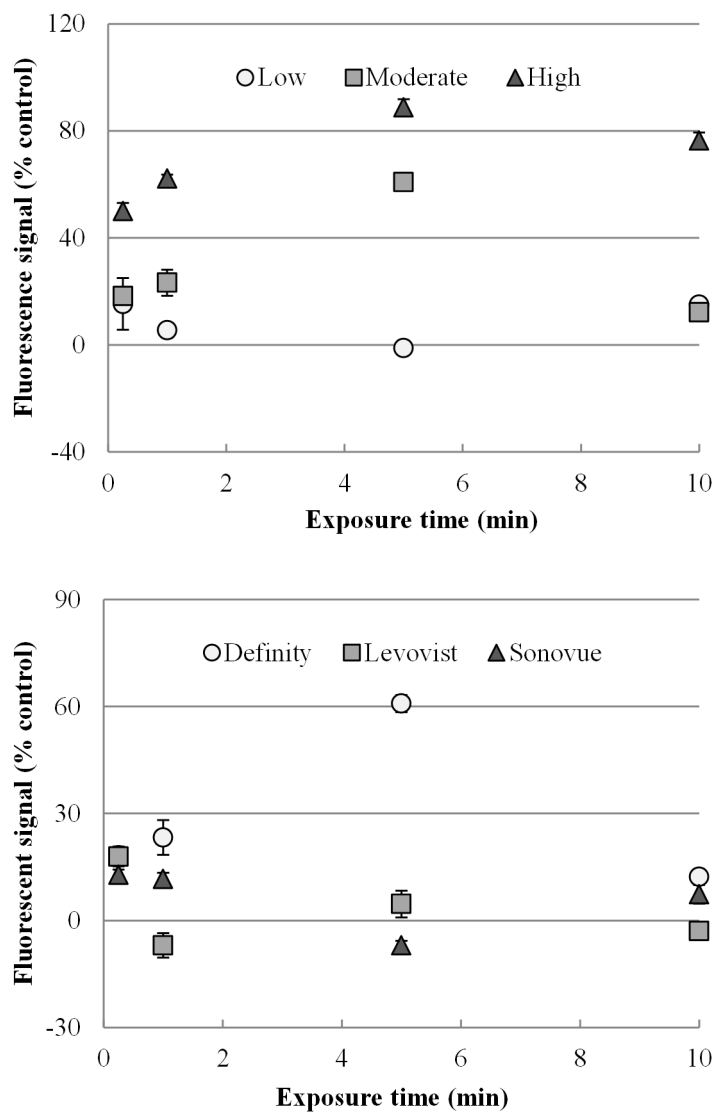 120
Low Moderate High
80
40
0
-40
0 2 4 6 8 10
Fluorescence signal (% control)
Exposure time (min)
90
Definity Levovist Sonovue
60
30
0
-30
0 2 4 6 8 10
Fluorescent signal (% control)
Exposure time (min)